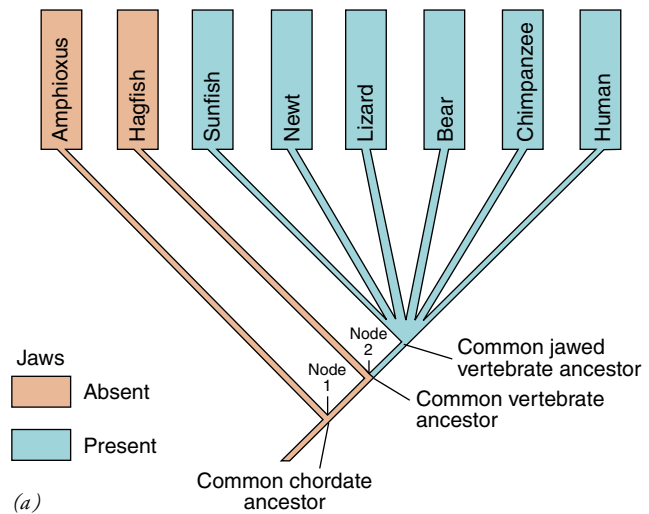 Amphioxus
Hagfish
Sunfish
Newt
Lizard
Bear
Chimpanzee
Human
Jaws
Absent
Present
Node
1
Node
2
Common jawed
vertebrate ancestor
Common vertebrate
ancestor
Common chordate
ancestor
(a)